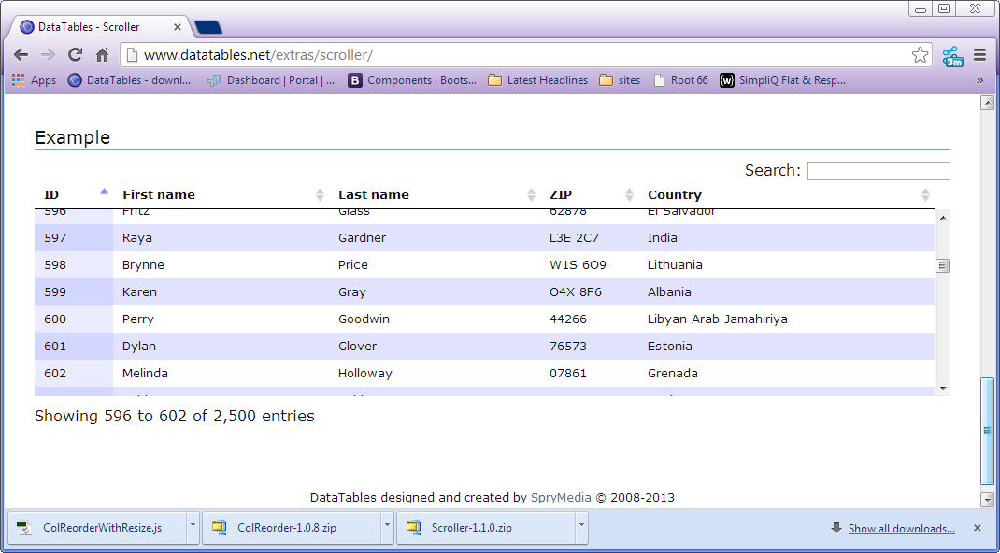 DataTables - Scroller
www.datatables.net/extras/scroller/
3m
Apps DataTables - downl... Dashboard | Portal | ... B Components · Boots... Latest Headlines sites Root 66 [w] SimpliQ Flat & Resp... »
Example
Search:
ID First name Last name ZIP Country
596 Fritz Glass 62878 El Salvador
597 Raya Gardner L3E 2C7 India
598 Brynne Price W1S 6O9 Lithuania
599 Karen Gray O4X 8F6 Albania
600 Perry Goodwin 44266 Libyan Arab Jamahiriya
601 Dylan Glover 76573 Estonia
602 Melinda Holloway 07861 Grenada
Showing 596 to 602 of 2,500 entries
DataTables designed and created by SpryMedia © 2008-2013
ColReorderWithResize.js ColReorder-1.0.8.zip Scroller-1.1.0.zip Show all downloads...